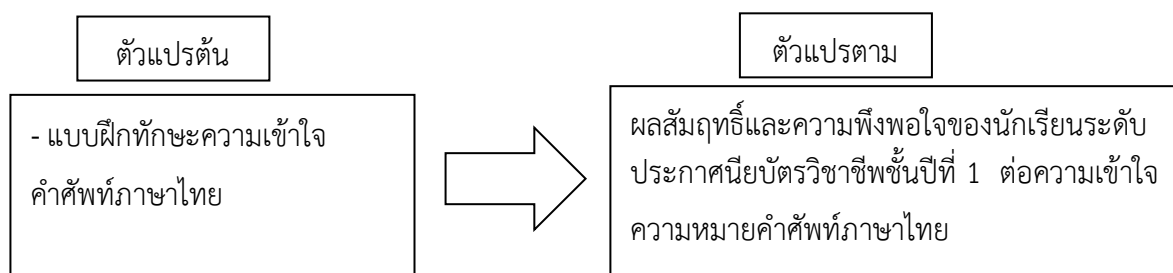 ตัวแปรต้น
- แบบฝึกทักษะความเข้าใจ
คำศัพท์ภาษาไทย
ตัวแปรตาม
ผลสัมฤทธิ์และความพึงพอใจของนักเรียนระดับ
ประกาศนียบัตรวิชาชีพชั้นปีที่ 1 ต่อความเข้าใจ
ความหมายคำศัพท์ภาษาไทย